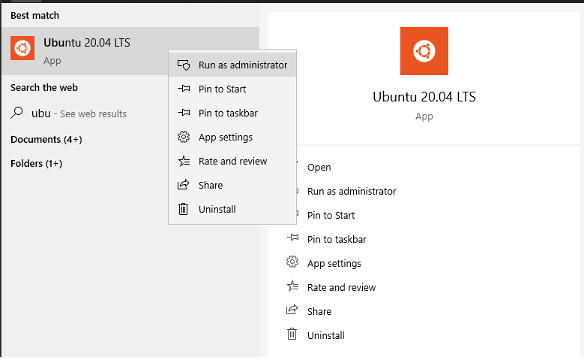 Best match
Ubuntu 20.04 LTS
App
Search the web
ubu - See web results
Documents (4+)
Folders (1+)
Run as administrator
Pin to Start
Pin to taskbar
App settings
Rate and review
Share
Uninstall
Ubuntu 20.04 LTS
App
Open
Run as administrator
Pin to Start
Pin to taskbar
App settings
Rate and review
Share
Uninstall